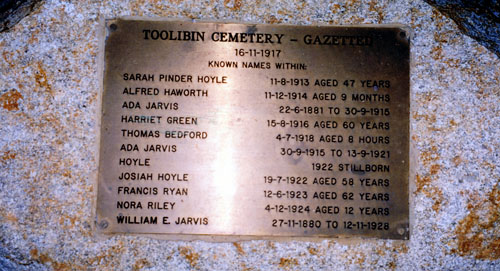 TOOLIBIN CEMETERY – GAZETTED
16-11-1917
KNOWN NAMES WITHIN:
SARAH PINDER HOYLE 11-8-1913 AGED 47 YEARS
ALFRED HAWORTH 11-12-1914 AGED 9 MONTHS
ADA JARVIS 22-6-1881 TO 30-9-1915
HARRIET GREEN 15-8-1916 AGED 60 YEARS
THOMAS BEDFORD 4-7-1918 AGED 8 HOURS
ADA JARVIS 30-9-1915 TO 13-9-1921
HOYLE 1922 STILLBORN
JOSIAH HOYLE 19-7-1922 AGED 58 YEARS
FRANCIS RYAN 12-6-1923 AGED 62 YEARS
NORA RILEY 4-12-1924 AGED 12 YEARS
WILLIAM E. JARVIS 27-11-1880 TO 12-11-1928